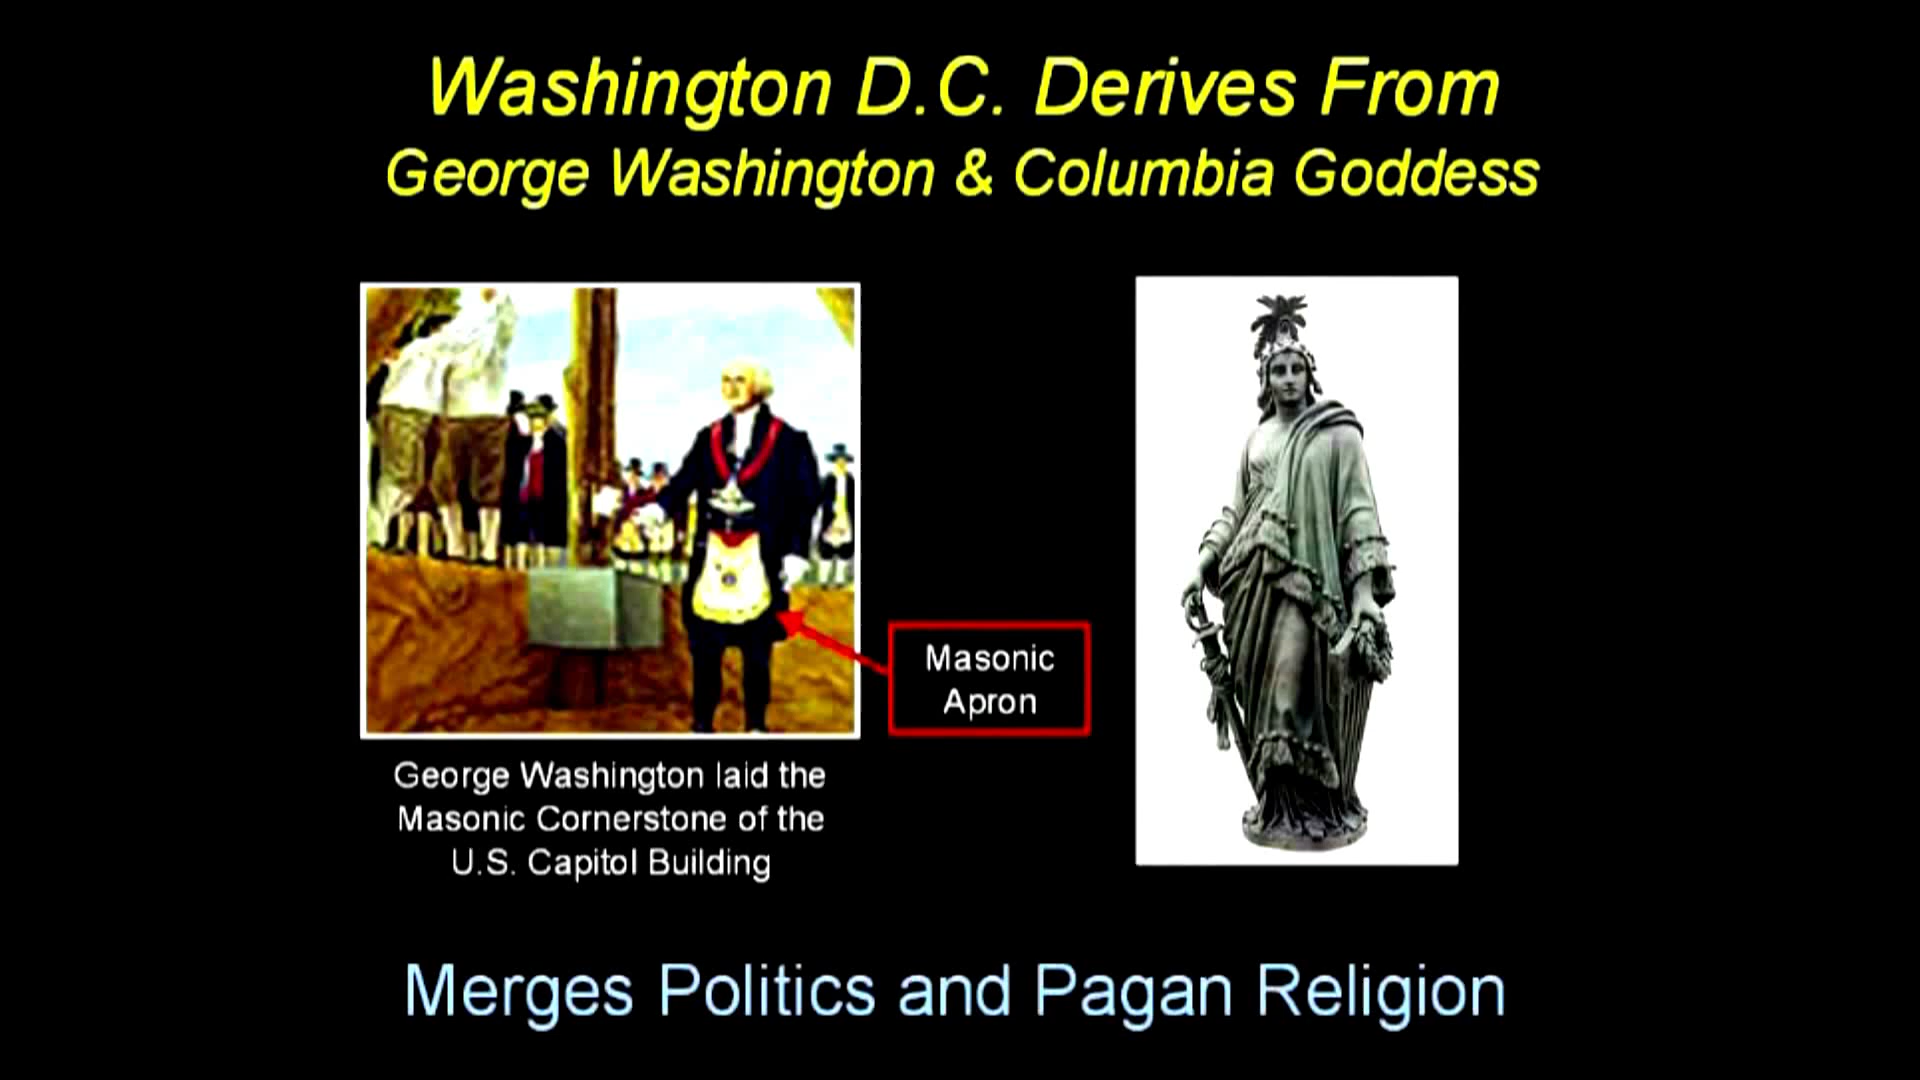 Washington D.C. Derives From
George Washington & Columbia Goddess
Masonic
Apron
George Washington laid the
Masonic Cornerstone of the
U.S. Capitol Building
Merges Politics and Pagan Religion